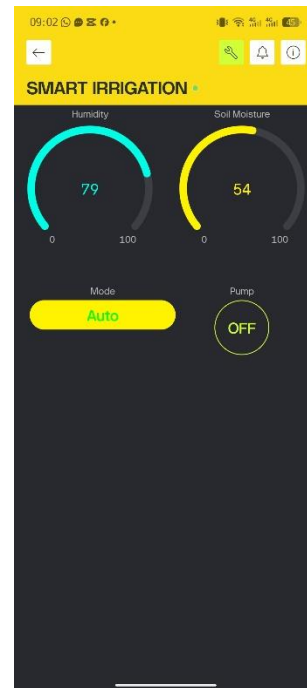 09:02
SMART IRRIGATION
Humidity Soil Moisture
79 54
0 100 0 100
Mode Pump
Auto OFF